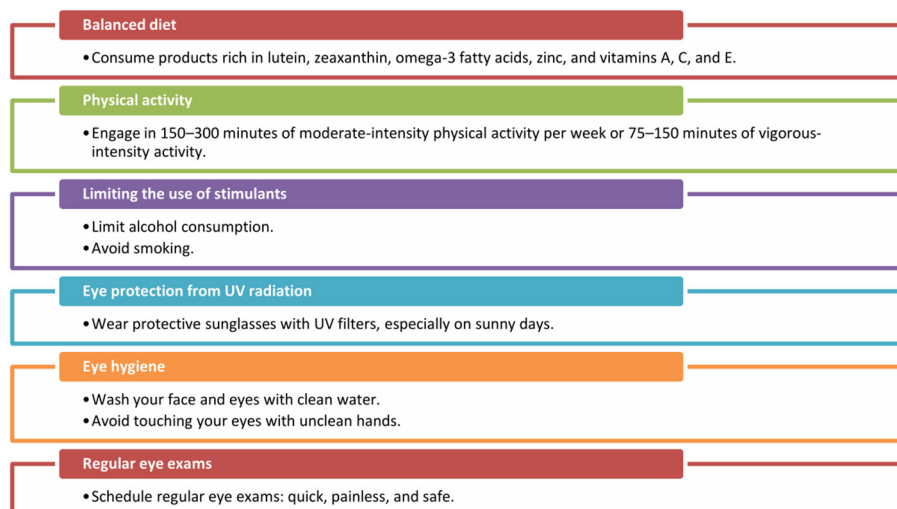 Balanced diet
•Consume products rich in lutein, zeaxanthin, omega-3 fatty acids, zinc, and vitamins A, C, and E.
Physical activity
•Engage in 150–300 minutes of moderate-intensity physical activity per week or 75–150 minutes of vigorous-
intensity activity.
Limiting the use of stimulants
•Limit alcohol consumption.
•Avoid smoking.
Eye protection from UV radiation
•Wear protective sunglasses with UV filters, especially on sunny days.
Eye hygiene
•Wash your face and eyes with clean water.
•Avoid touching your eyes with unclean hands.
Regular eye exams
•Schedule regular eye exams: quick, painless, and safe.